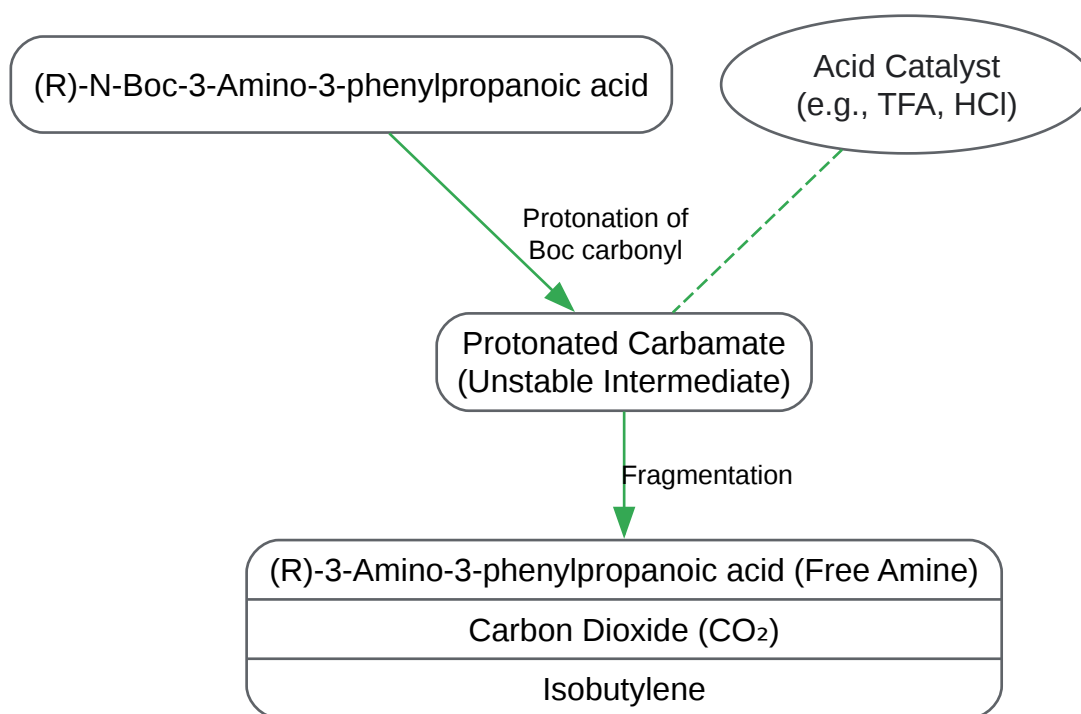 (R)-N-Boc-3-Amino-3-phenylpropanoic acid
Acid Catalyst
(e.g., TFA, HCl)
Protonation of
Boc carbonyl
Protonated Carbamate
(Unstable Intermediate)
Fragmentation
(R)-3-Amino-3-phenylpropanoic acid (Free Amine)
Carbon Dioxide (CO₂)
Isobutylene